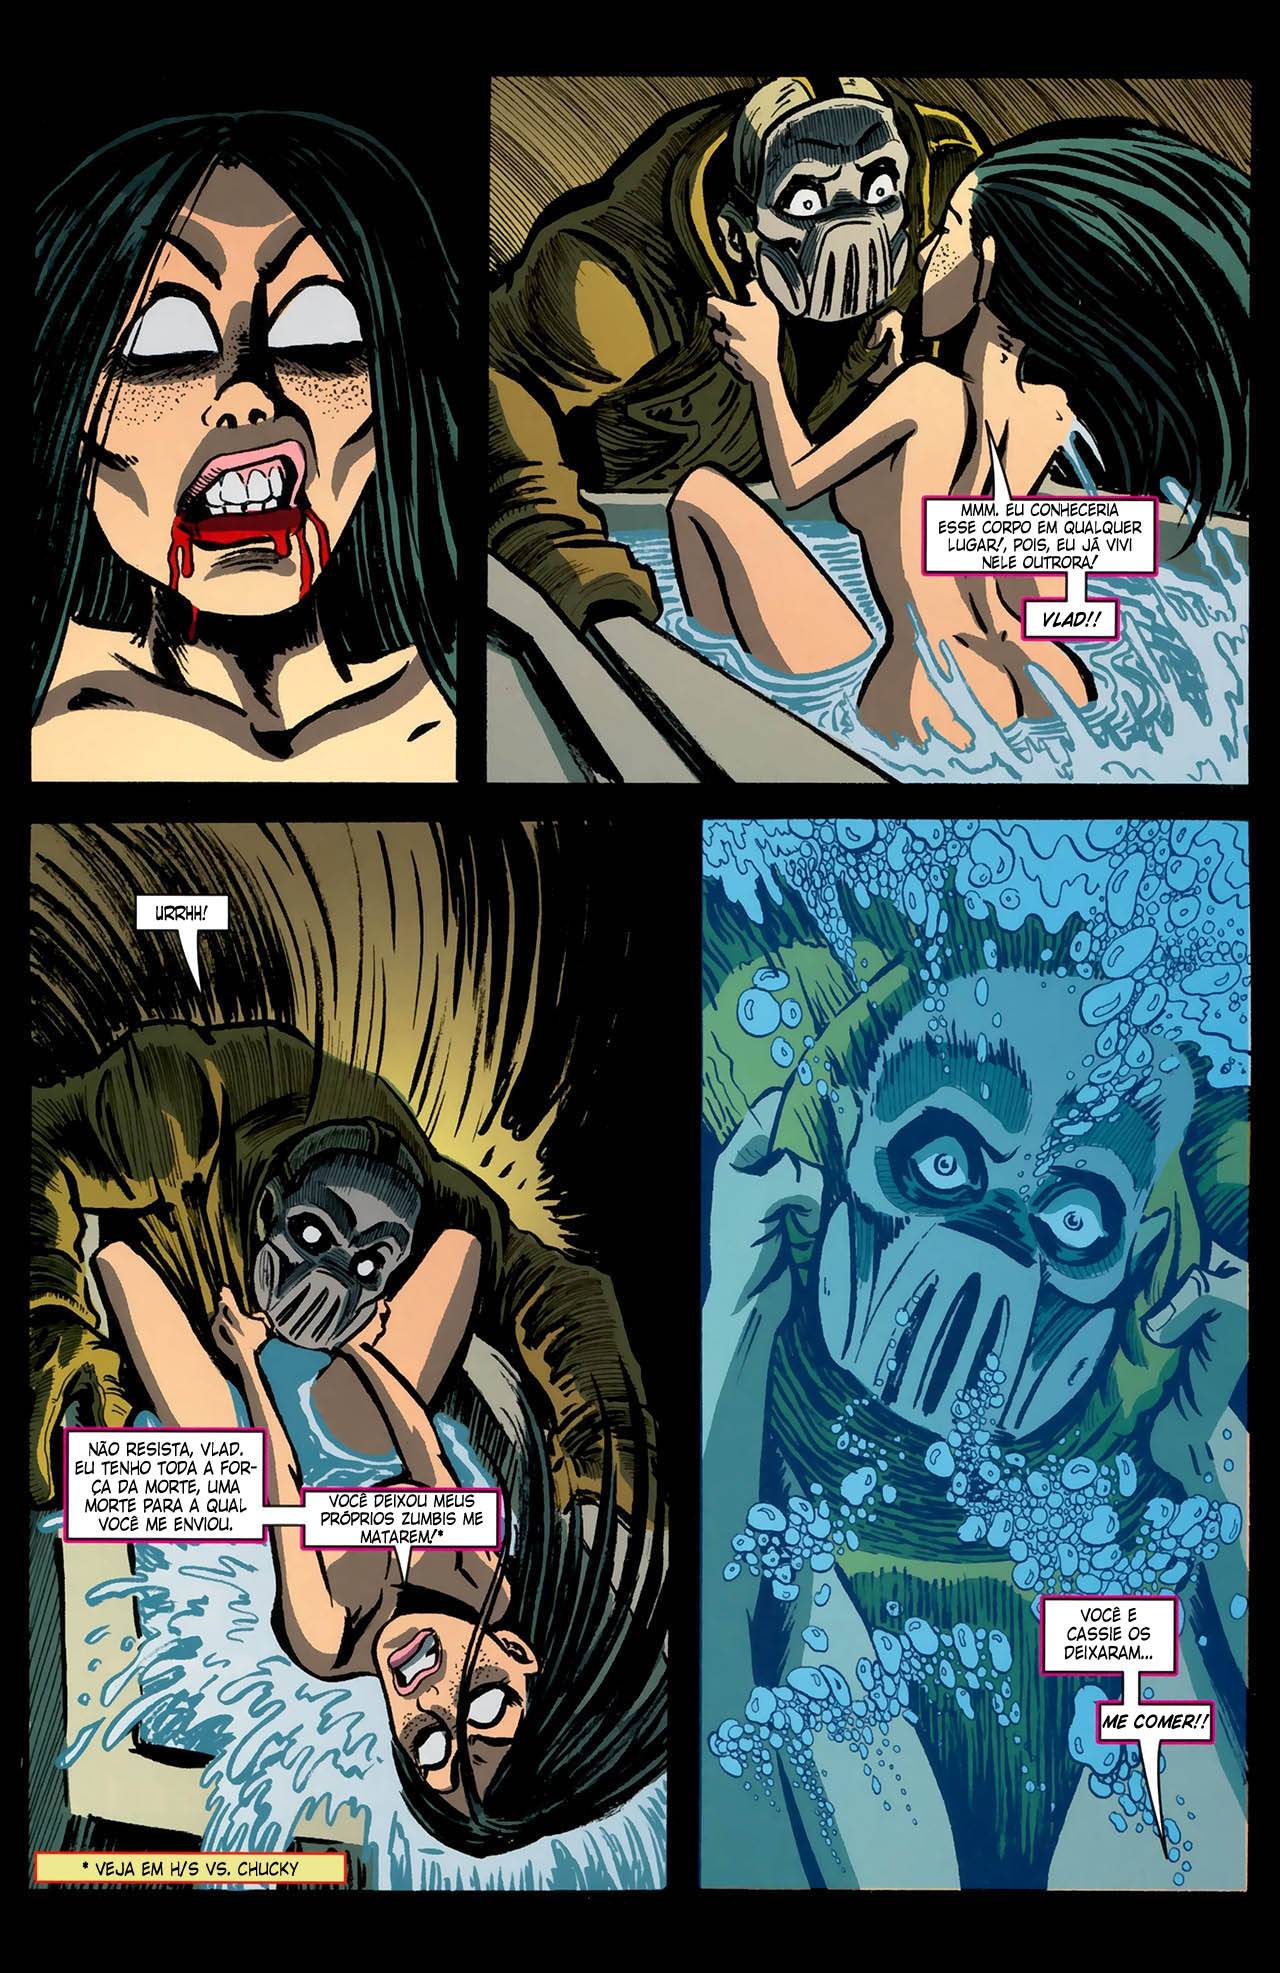 MMM. EU CONHECERIA
ESSE CORPO EM QUALQUER
LUGAR!, POIS, EU JÁ VIVI
NELE OUTRORA!
VLAD!!
URRHH!
NÃO RESISTA, VLAD.
EU TENHO TODA A FOR-
ÇA DA MORTE, UMA
MORTE PARA A QUAL
VOCÊ ME ENVIOU.
VOCÊ DEIXOU MEUS
PRÓPRIOS ZUMBIS ME
MATAREM!*
* VEJA EM H/S VS. CHUCKY
VOCÊ E
CASSIE OS
DEIXARAM...
ME COMER!!